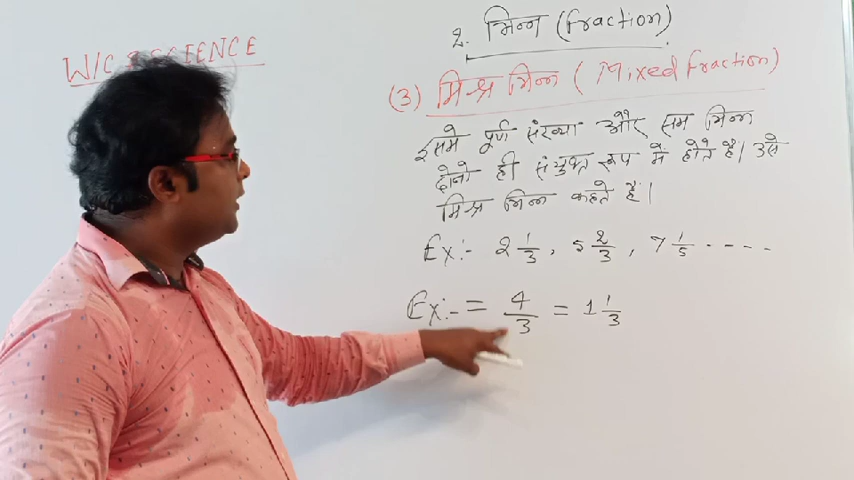 2. भिन्न (Fraction)
W/C 3 SCIENCE
(3) मिश्र भिन्न ( Mixed fraction)
इसमे पूर्ण संख्या और सम भिन्न
दोनो ही संयुक्त रूप में होते है। उसे
मिश्र भिन्न कहते है।
Ex:- 2 1/3, 5 2/3, 7 1/5 .....
Ex:- = 4/3 = 1 1/3